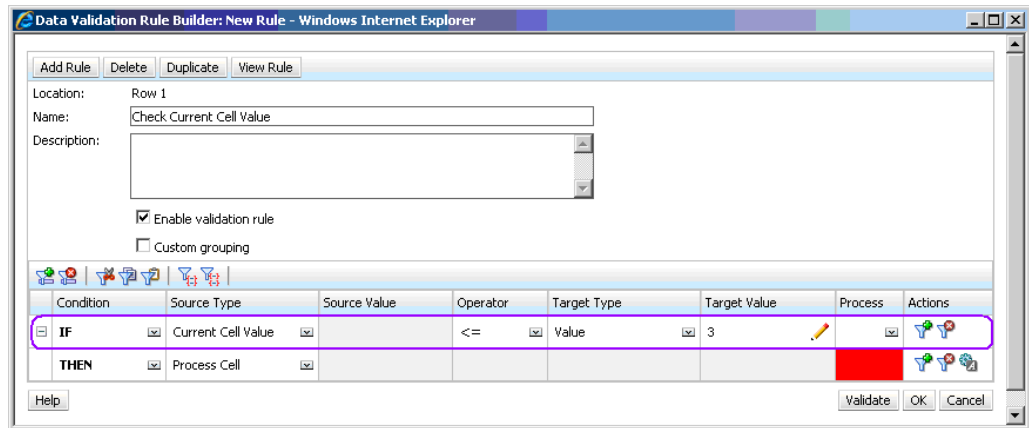 Data Validation Rule Builder: New Rule - Windows Internet Explorer
Add Rule Delete Duplicate View Rule
Location: Row 1
Name: Check Current Cell Value
Description:
Enable validation rule
Custom grouping
Condition Source Type Source Value Operator Target Type Target Value Process Actions
IF Current Cell Value <= Value 3
THEN Process Cell
Help Validate OK Cancel